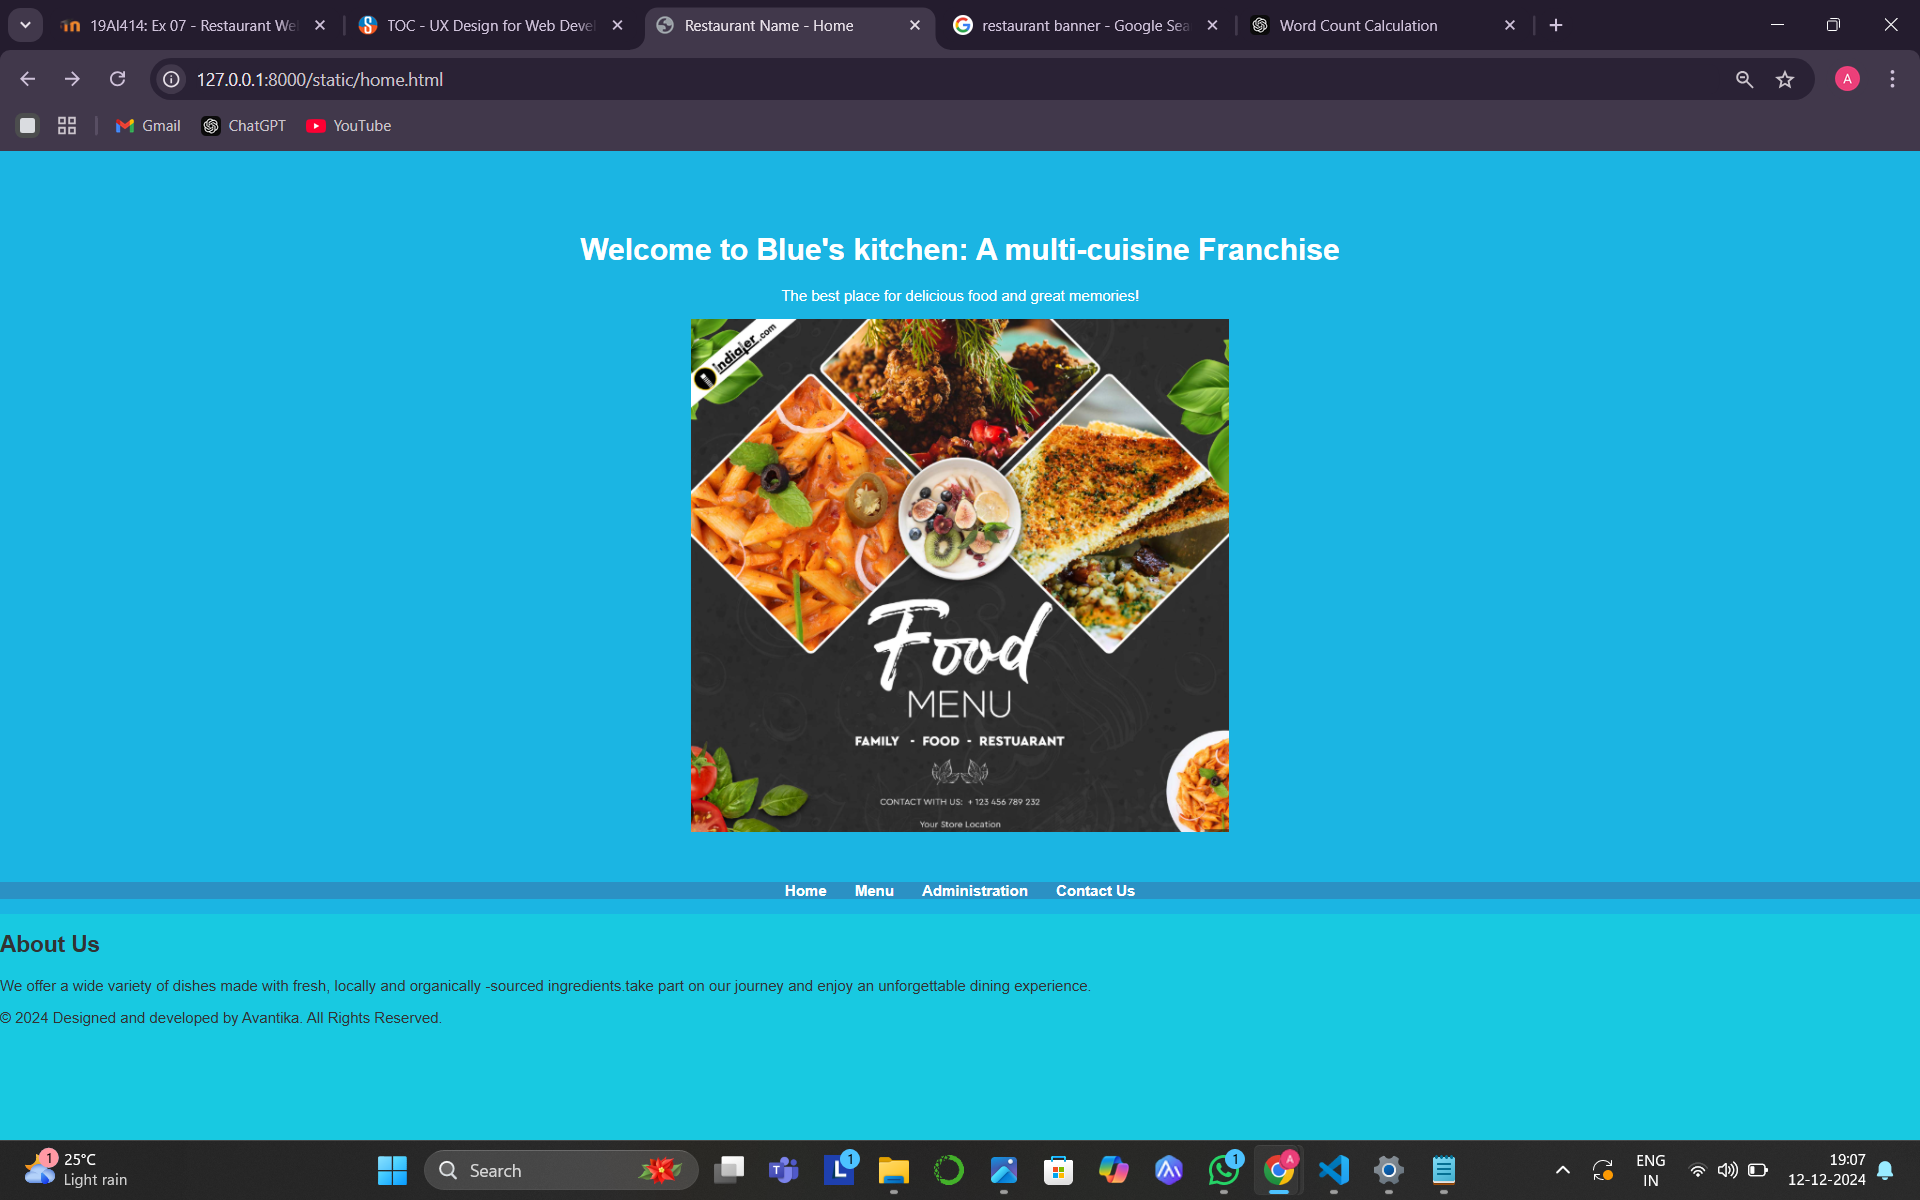 19AI414: Ex 07 - Restaurant We
TOC - UX Design for Web Deve
Restaurant Name - Home
restaurant banner - Google Sea
Word Count Calculation
127.0.0.1:8000/static/home.html
A
Gmail
ChatGPT
YouTube
Welcome to Blue's kitchen: A multi-cuisine Franchise
The best place for delicious food and great memories!
indiater.com
Food
MENU
FAMILY - FOOD - RESTUARANT
CONTACT WITH US: + 123 456 789 232
Your Store Location
Home Menu Administration Contact Us
About Us
We offer a wide variety of dishes made with fresh, locally and organically -sourced ingredients.take part on our journey and enjoy an unforgettable dining experience.
© 2024 Designed and developed by Avantika. All Rights Reserved.
1
25°C
Light rain
Search
T
L
1
1
A
ENG
IN
19:07
12-12-2024